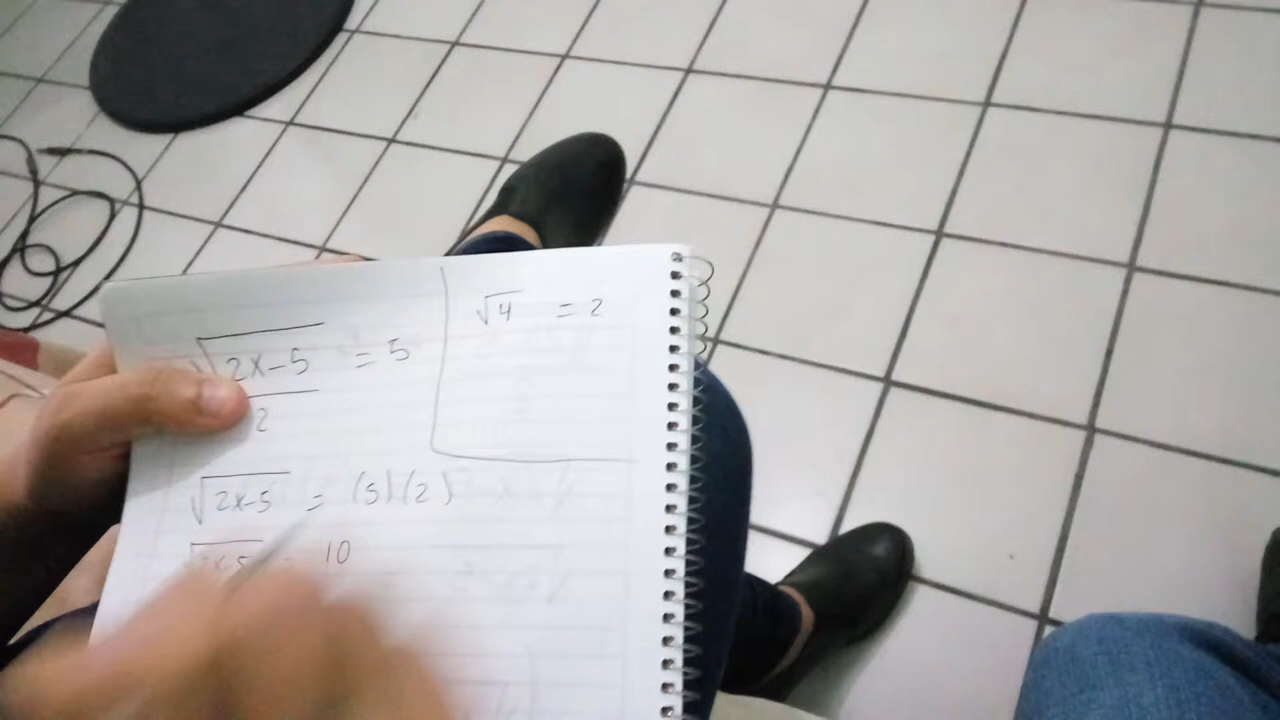 √2x-5 = 5
2
√4 = 2
√2x-5 = (5)(2)
10